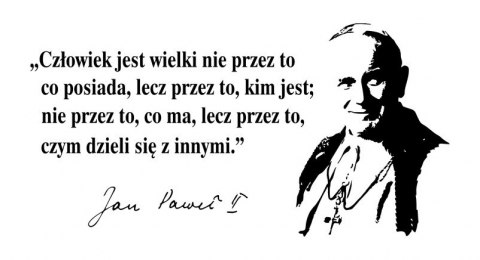 „Człowiek jest wielki nie przez to
co posiada, lecz przez to, kim jest;
nie przez to, co ma, lecz przez to,
czym dzieli się z innymi.”
Jan Paweł II